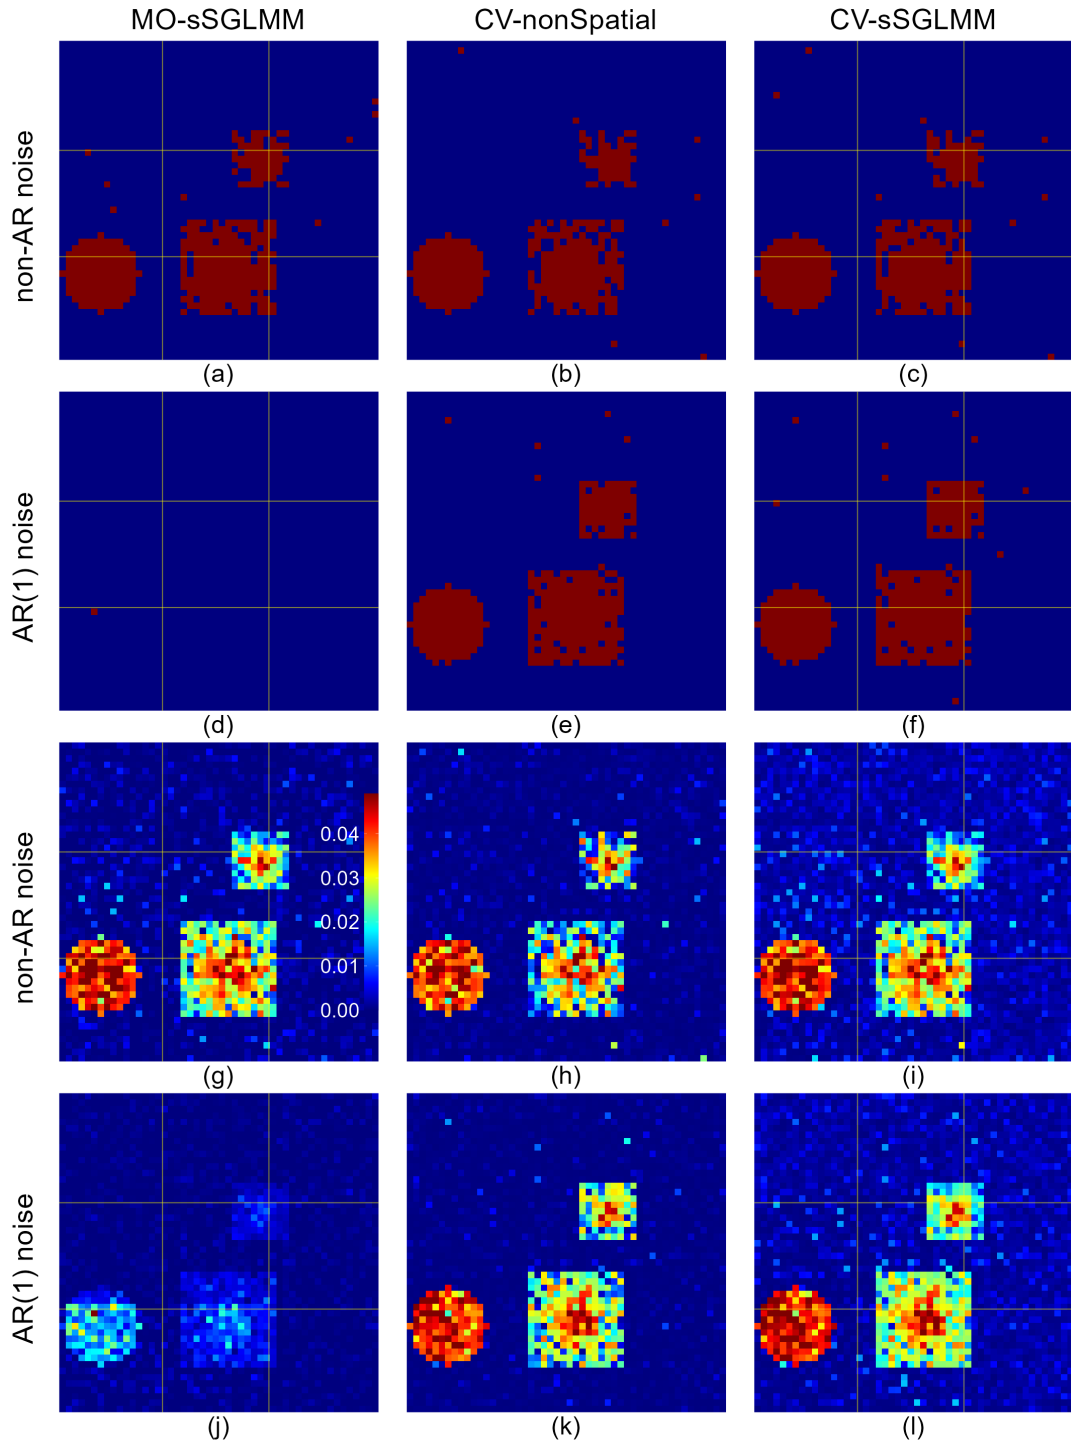 MO-sSGLMM CV-nonSpatial CV-sSGLMM
non-AR noise
(a) (b) (c)
AR(1) noise
(d) (e) (f)
non-AR noise
0.04
0.03
0.02
0.01
0.00
(g) (h) (i)
AR(1) noise
(j) (k) (l)